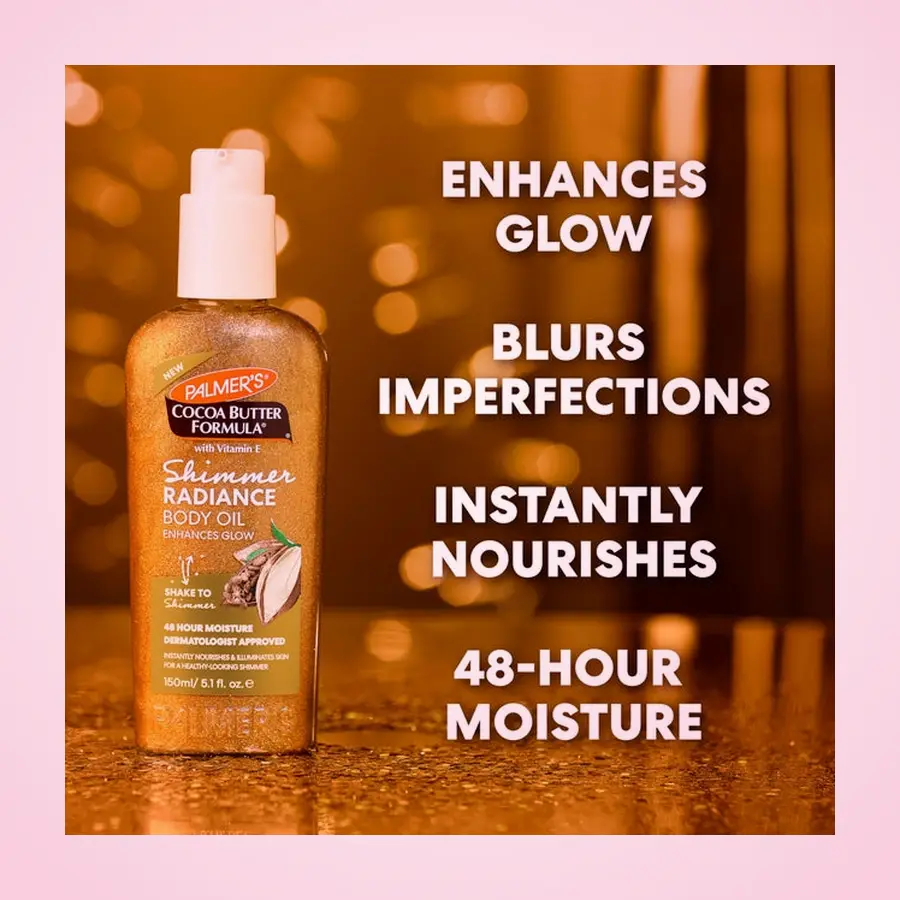 NEW
PALMER'S®
COCOA BUTTER
FORMULA®
with Vitamin E
Shimmer
RADIANCE
BODY OIL
ENHANCES GLOW
SHAKE TO
Shimmer
48 HOUR MOISTURE
DERMATOLOGIST APPROVED
INSTANTLY NOURISHES & ILLUMINATES SKIN
FOR A HEALTHY-LOOKING SHIMMER
150ml/ 5.1 fl. oz. e
PALMER'S
ENHANCES
GLOW
BLURS
IMPERFECTIONS
INSTANTLY
NOURISHES
48-HOUR
MOISTURE